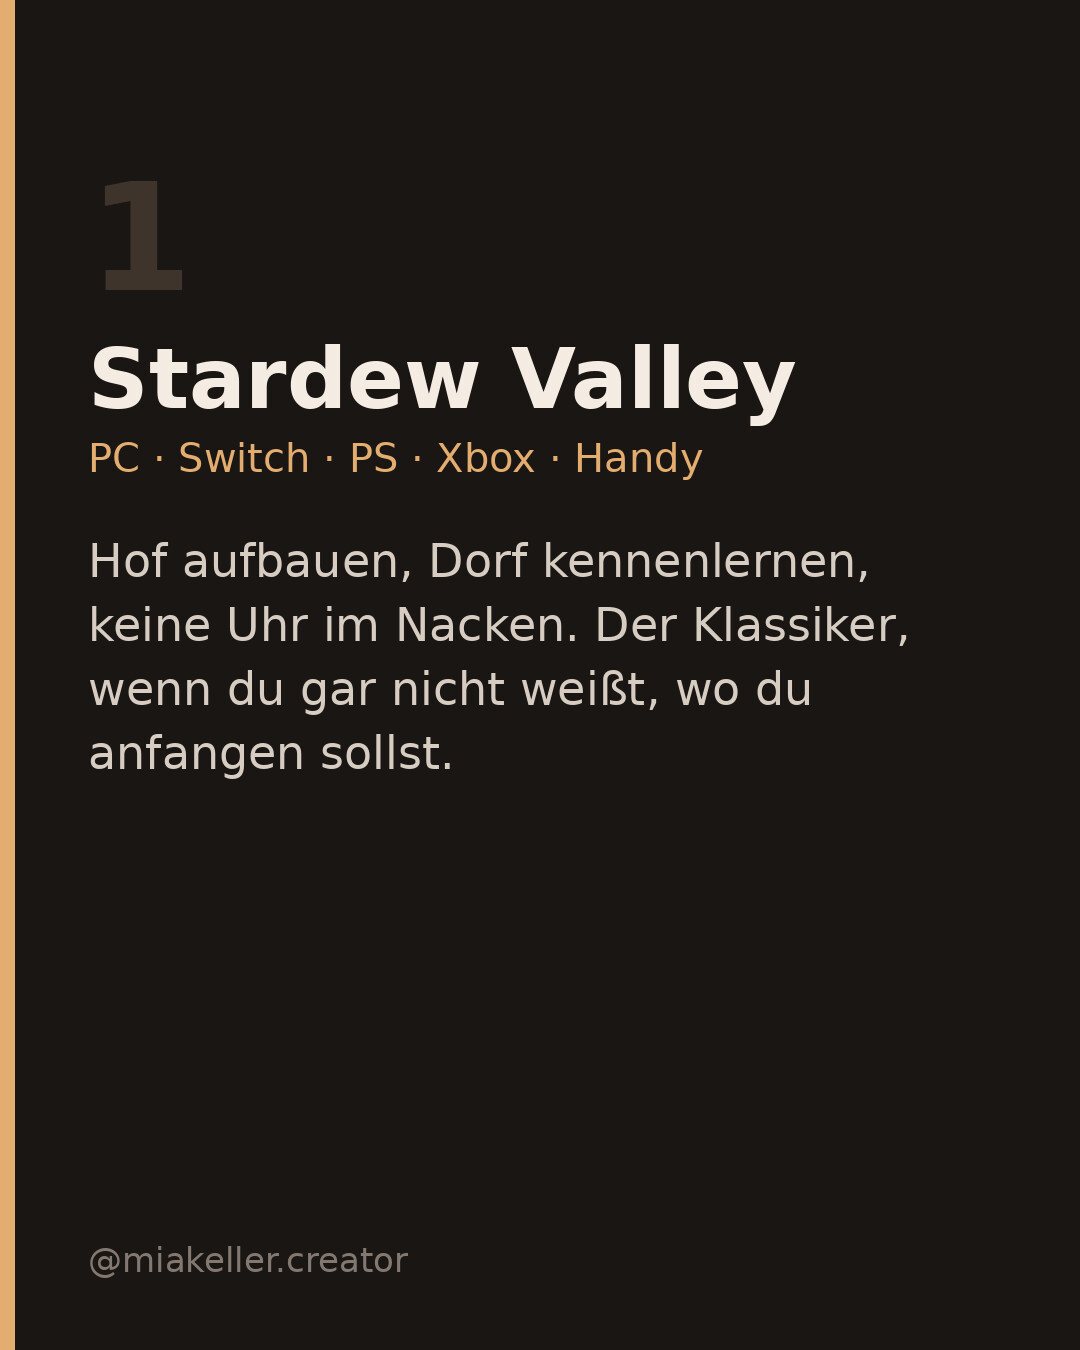 1
Stardew Valley
PC · Switch · PS · Xbox · Handy
Hof aufbauen, Dorf kennenlernen,
keine Uhr im Nacken. Der Klassiker,
wenn du gar nicht weißt, wo du
anfangen sollst.
@miakeller.creator